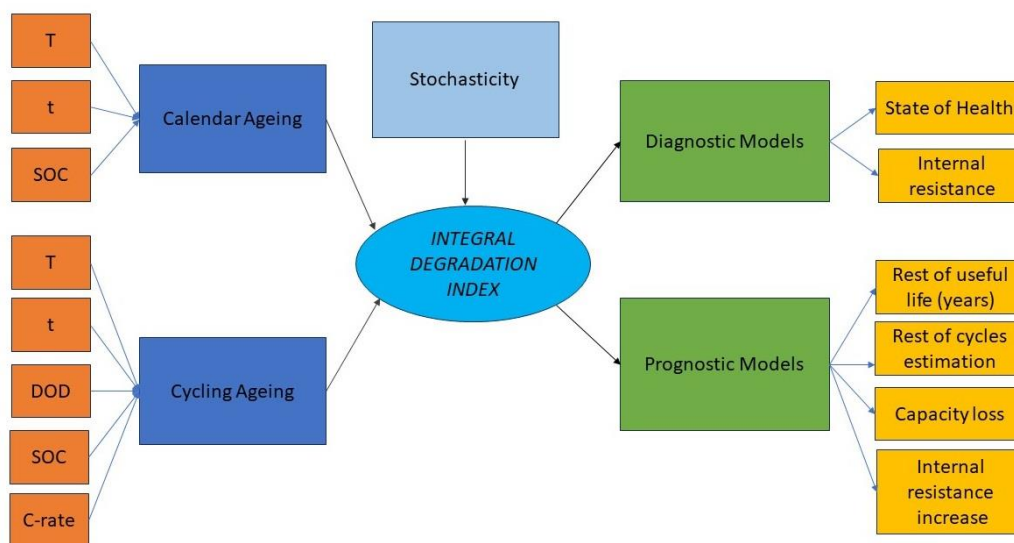 T
t
SOC
Calendar Ageing
T
t
DOD
SOC
C-rate
Cycling Ageing
Stochasticity
INTEGRAL
DEGRADATION
INDEX
Diagnostic Models
State of Health
Internal
resistance
Prognostic Models
Rest of useful
life (years)
Rest of cycles
estimation
Capacity loss
Internal
resistance
increase